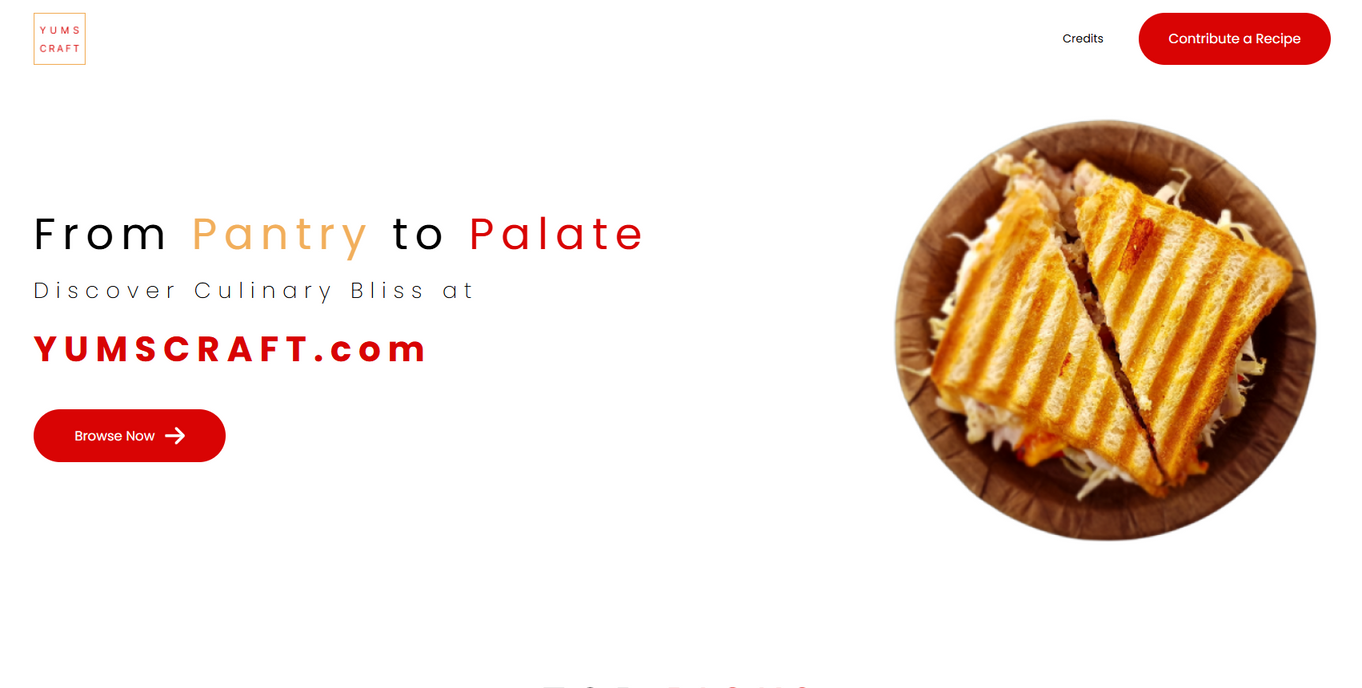 YUMS
CRAFT
Credits
Contribute a Recipe
From Pantry to Palate
Discover Culinary Bliss at
YUMSCRAFT.com
Browse Now